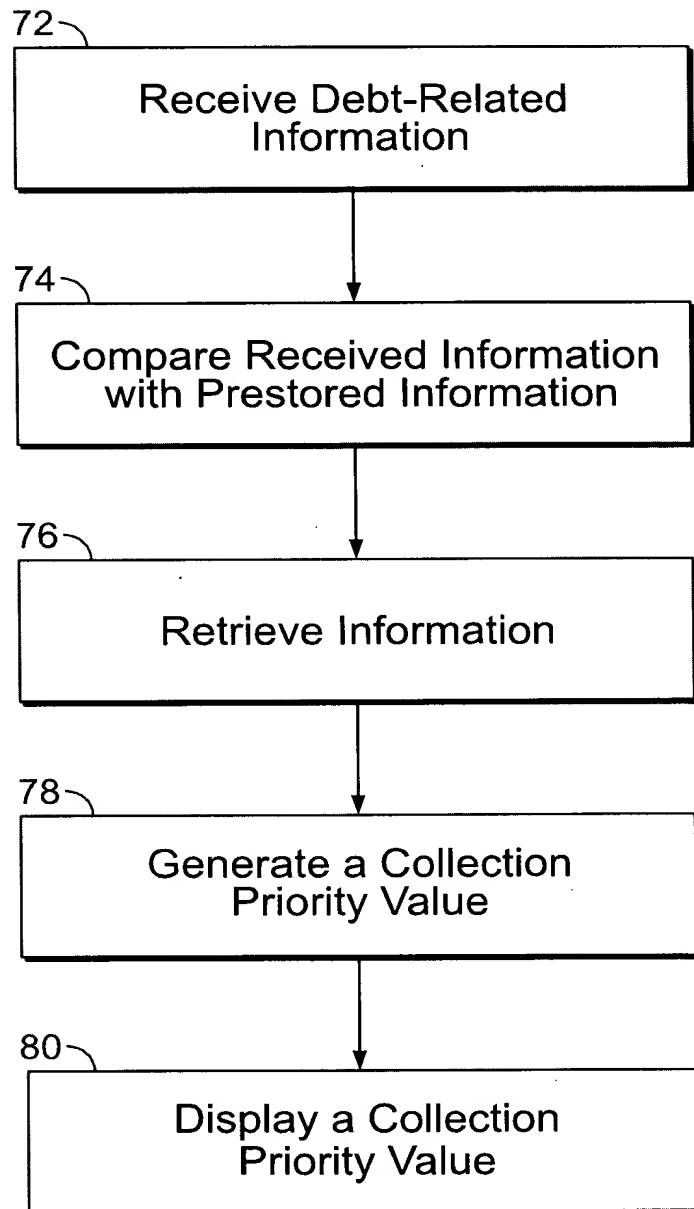 72
Receive Debt-Related
Information
74
Compare Received Information
with Prestored Information
76
Retrieve Information
78
Generate a Collection
Priority Value
80
Display a Collection
Priority Value